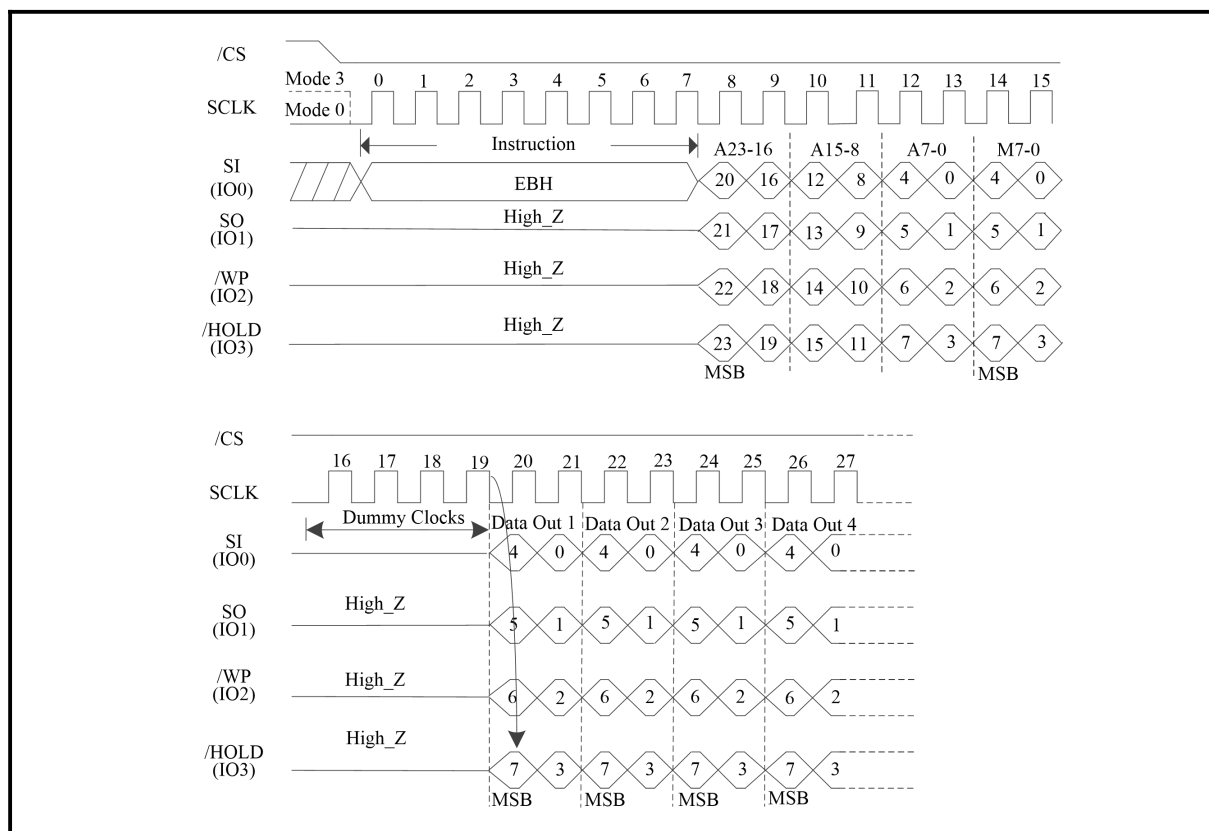 /CS
Mode 3
0 1 2 3 4 5 6 7 8 9 10 11 12 13 14 15
SCLK
Mode 0
Instruction
A23-16 A15-8 A7-0 M7-0
SI
(IO0)
EBH
20 16 12 8 4 0 4 0
SO
(IO1)
High_Z
21 17 13 9 5 1 5 1
/WP
(IO2)
High_Z
22 18 14 10 6 2 6 2
/HOLD
(IO3)
High_Z
23 19 15 11 7 3 7 3
MSB MSB
/CS
16 17 18 19 20 21 22 23 24 25 26 27
SCLK
Dummy Clocks
Data Out 1 Data Out 2 Data Out 3 Data Out 4
SI
(IO0)
4 0 4 0 4 0 4 0
SO
(IO1)
High_Z
5 1 5 1 5 1 5 1
/WP
(IO2)
High_Z
6 2 6 2 6 2 6 2
/HOLD
(IO3)
High_Z
7 3 7 3 7 3 7 3
MSB MSB MSB MSB